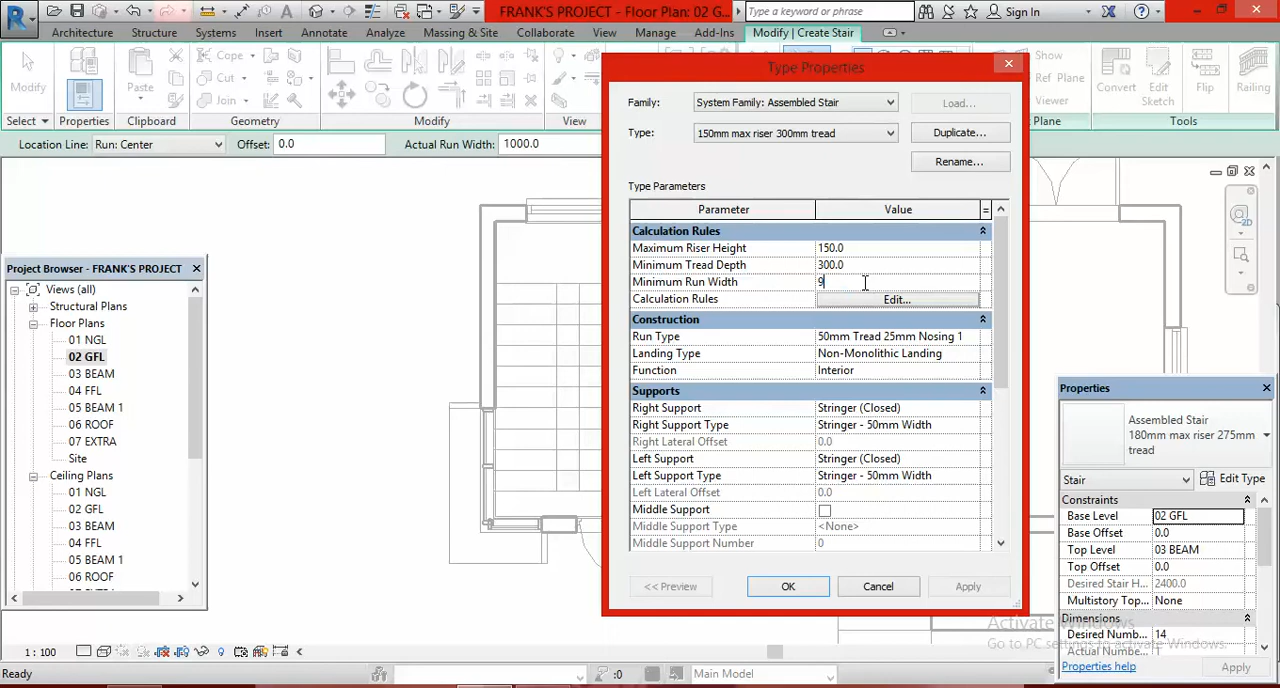 FRANK'S PROJECT - Floor Plan: 02 G...
Type a keyword or phrase
Sign In
Architecture Structure Systems Insert Annotate Analyze Massing & Site Collaborate View Manage Add-Ins Modify | Create Stair
Modify
Select
Properties
Paste
Clipboard
Cope
Cut
Join
Geometry
Modify
View
Show
Ref Plane
Viewer
Plane
Convert
Edit Sketch
Flip
Railing
Tools
Location Line: Run: Center Offset: 0.0 Actual Run Width: 1000.0
Project Browser - FRANK'S PROJECT
Views (all)
Structural Plans
Floor Plans
01 NGL
02 GFL
03 BEAM
04 FFL
05 BEAM 1
06 ROOF
07 EXTRA
Site
Ceiling Plans
01 NGL
02 GFL
03 BEAM
04 FFL
05 BEAM 1
06 ROOF
Type Properties
Family: System Family: Assembled Stair Load...
Type: 150mm max riser 300mm tread Duplicate...
Rename...
Type Parameters
Parameter Value =
Calculation Rules
Maximum Riser Height 150.0
Minimum Tread Depth 300.0
Minimum Run Width 9
Calculation Rules Edit...
Construction
Run Type 50mm Tread 25mm Nosing 1
Landing Type Non-Monolithic Landing
Function Interior
Supports
Right Support Stringer (Closed)
Right Support Type Stringer - 50mm Width
Right Lateral Offset 0.0
Left Support Stringer (Closed)
Left Support Type Stringer - 50mm Width
Left Lateral Offset 0.0
Middle Support
Middle Support Type <None>
Middle Support Number 0
<< Preview OK Cancel Apply
Properties
Assembled Stair
180mm max riser 275mm
tread
Stair Edit Type
Constraints
Base Level 02 GFL
Base Offset 0.0
Top Level 03 BEAM
Top Offset 0.0
Desired Stair H... 2400.0
Multistory Top... None
Dimensions
Desired Numb... 14
Actual Numbe... 1
Properties help Apply
Activate Windows
Go to PC settings to activate Windows.
1 : 100
Ready
:0
Main Model